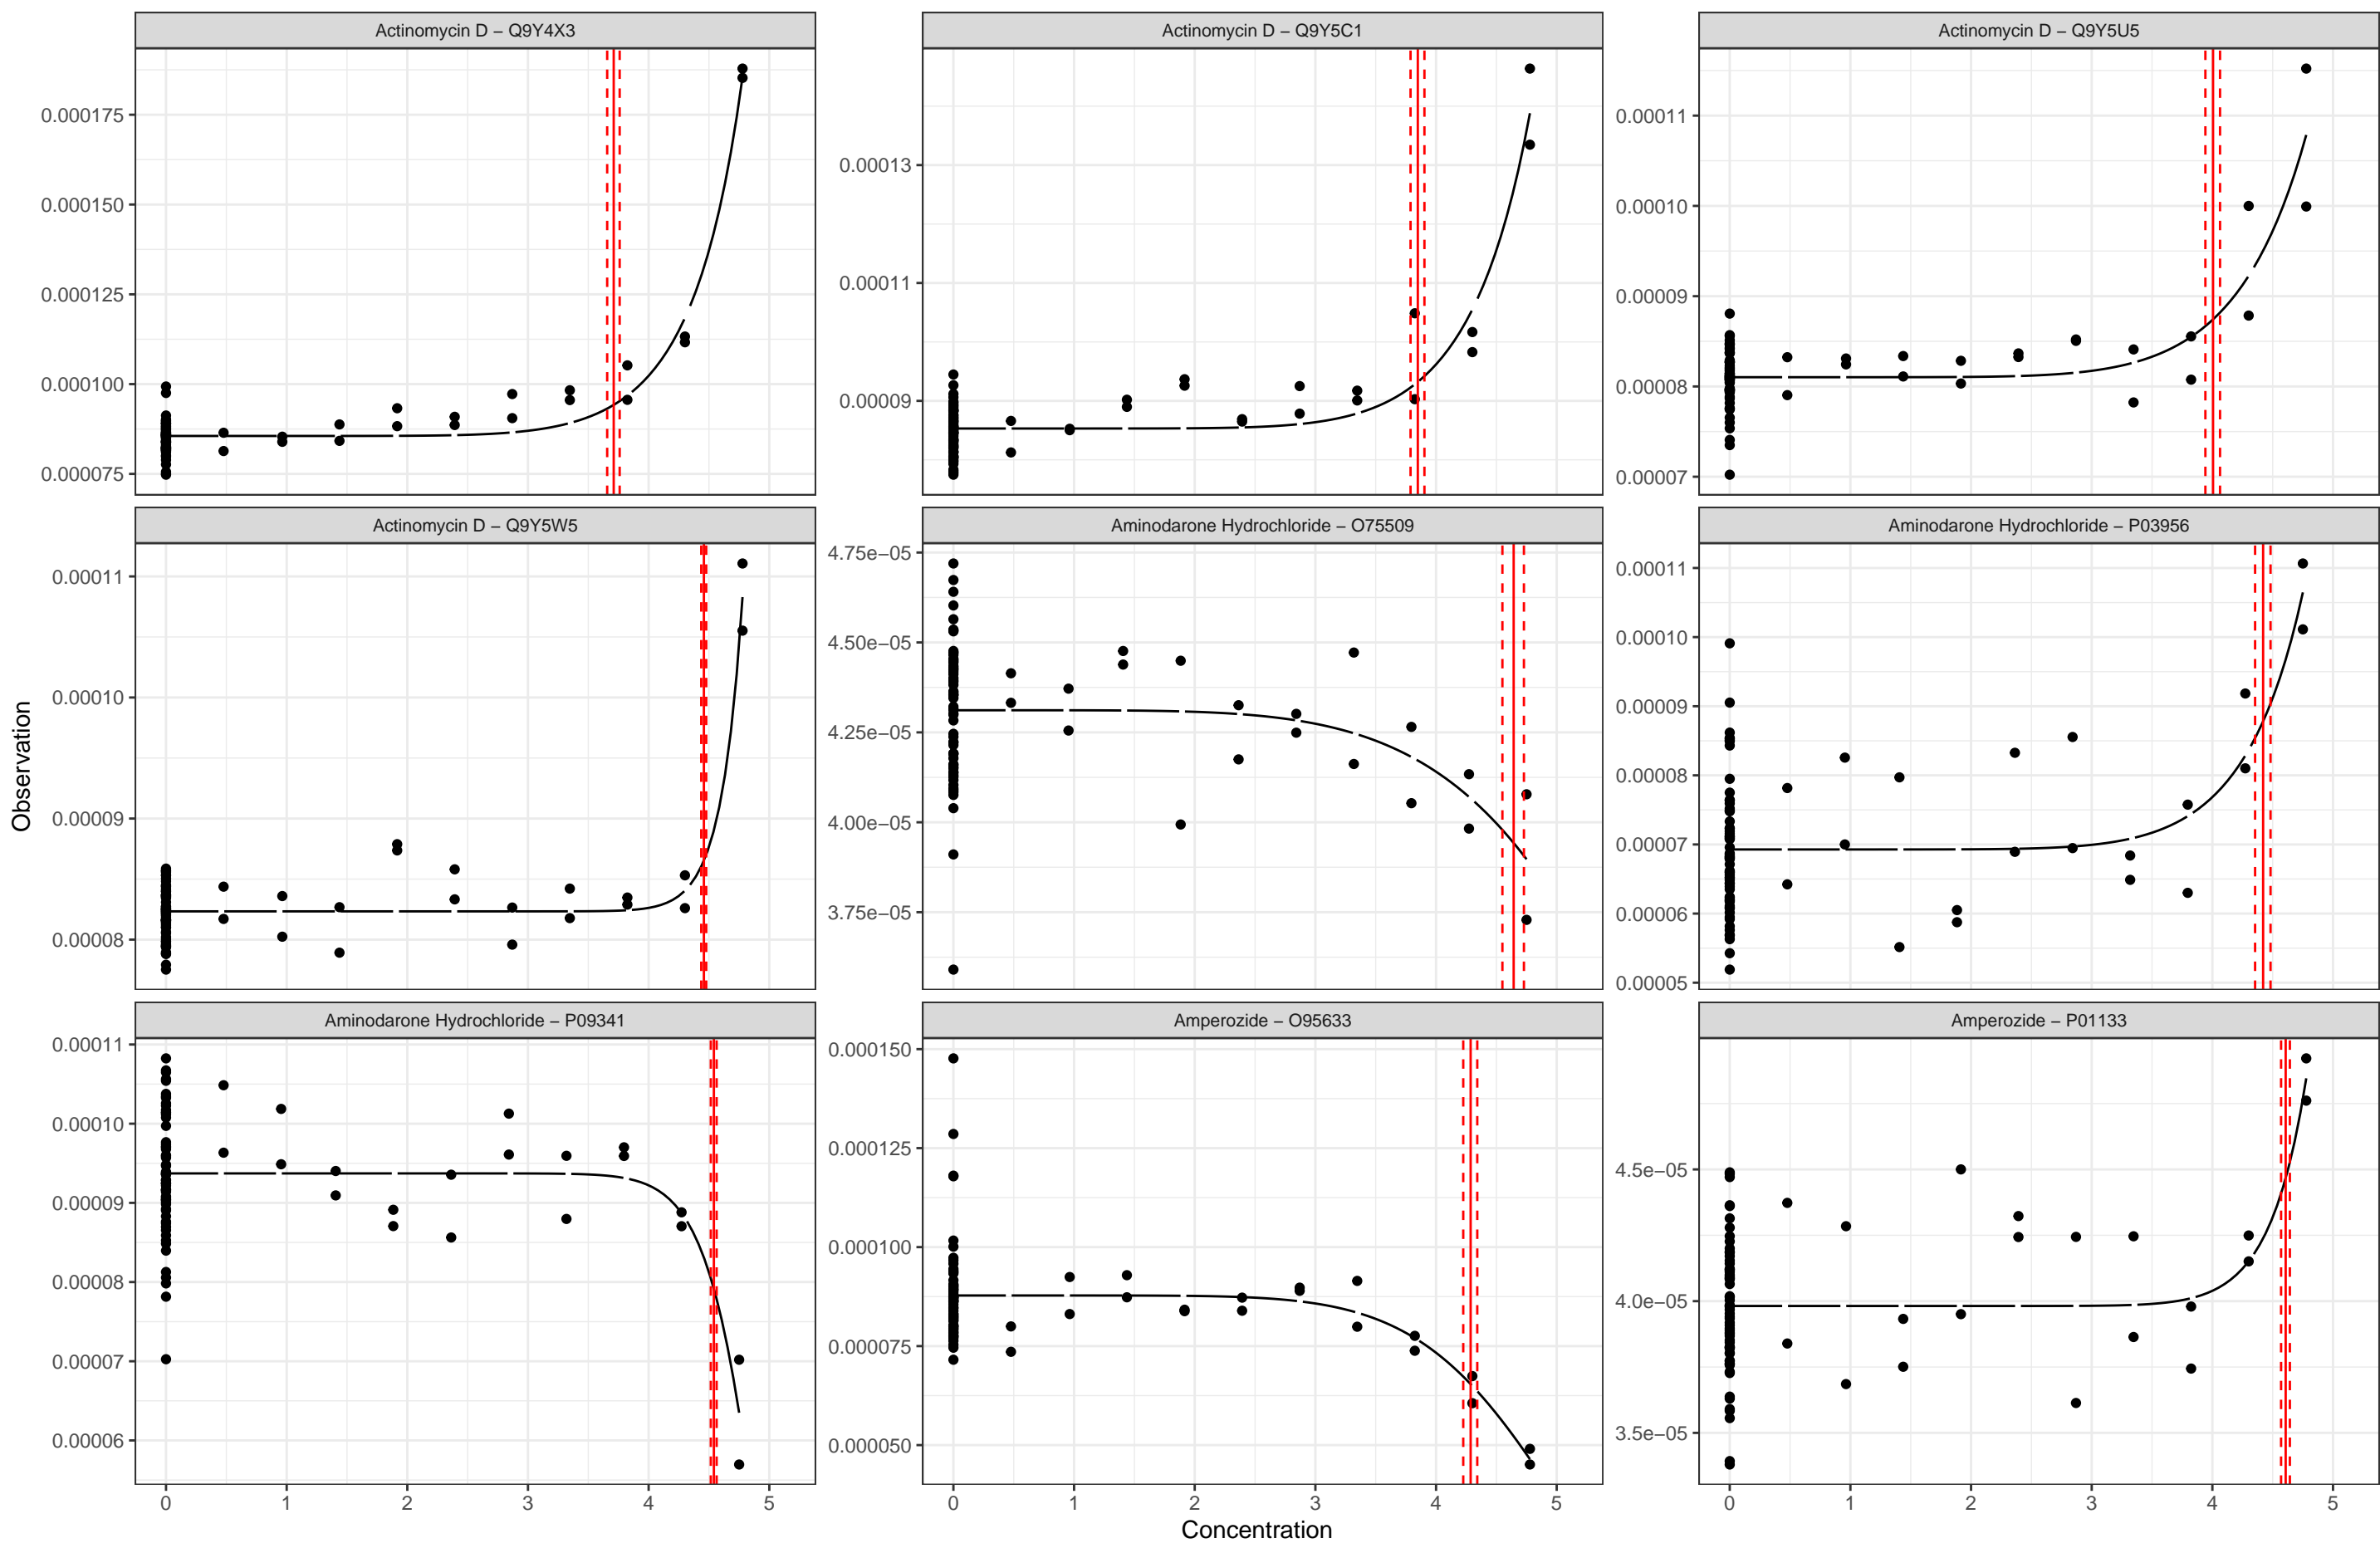 Actinomycin D – Q9Y4X3
Actinomycin D – Q9Y5C1
Actinomycin D – Q9Y5U5
0.000175
0.000150
0.000125
0.000100
0.000075
0.00013
0.00011
0.00009
0.00011
0.00010
0.00009
0.00008
0.00007
Actinomycin D – Q9Y5W5
Aminodarone Hydrochloride – O75509
Aminodarone Hydrochloride – P03956
0.00011
0.00010
0.00009
0.00008
4.75e−05
4.50e−05
4.25e−05
4.00e−05
3.75e−05
0.00011
0.00010
0.00009
0.00008
0.00007
0.00006
0.00005
Observation
Aminodarone Hydrochloride – P09341
Amperozide – O95633
Amperozide – P01133
0.00011
0.00010
0.00009
0.00008
0.00007
0.00006
0.000150
0.000125
0.000100
0.000075
0.000050
4.5e−05
4.0e−05
3.5e−05
0 1 2 3 4 5
0 1 2 3 4 5
0 1 2 3 4 5
Concentration